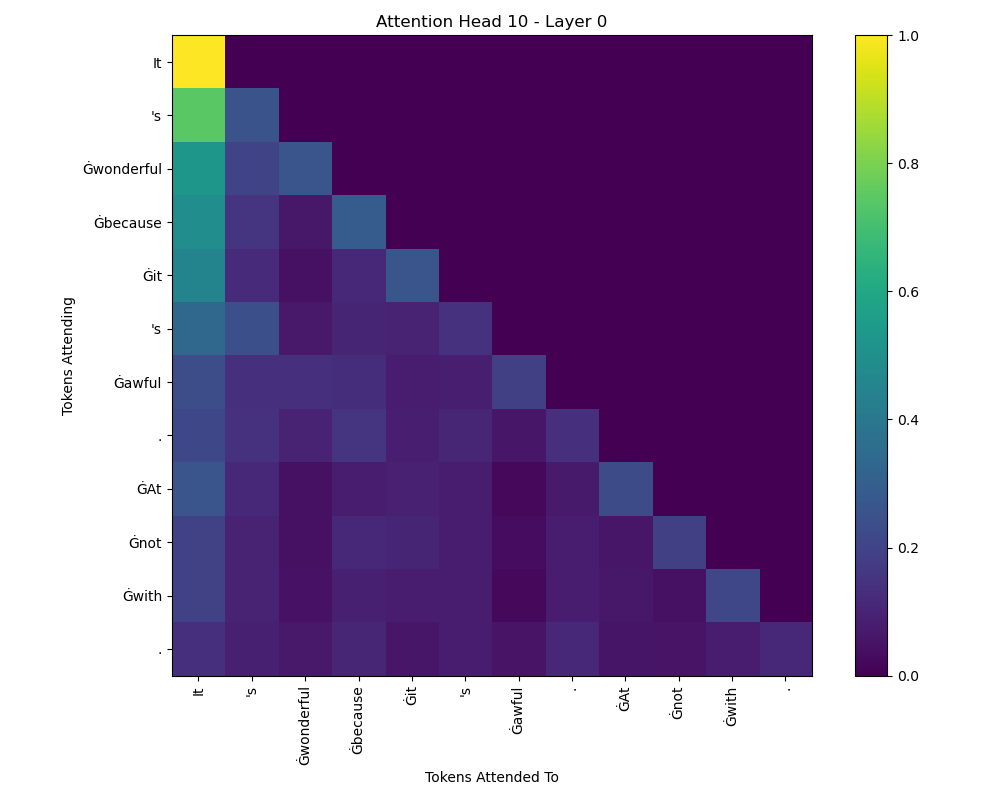 Attention Head 10 - Layer 0
Tokens Attending
It
's
Ġwonderful
Ġbecause
Ġit
's
Ġawful
.
ĠAt
Ġnot
Ġwith
.
It
's
Ġwonderful
Ġbecause
Ġit
's
Ġawful
.
ĠAt
Ġnot
Ġwith
.
Tokens Attended To
1.0
0.8
0.6
0.4
0.2
0.0